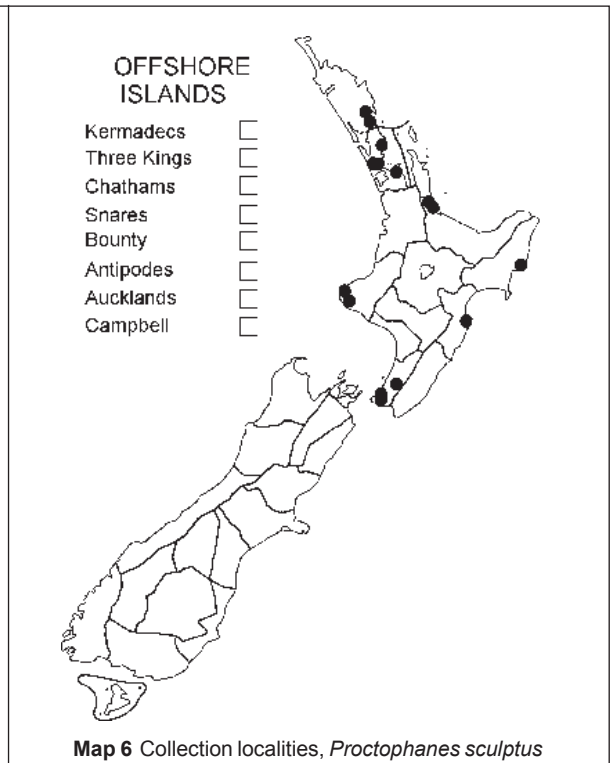 OFFSHORE
ISLANDS
Kermadecs
Three Kings
Chathams
Snares
Bounty
Antipodes
Aucklands
Campbell
Map 6 Collection localities, Proctophanes sculptus